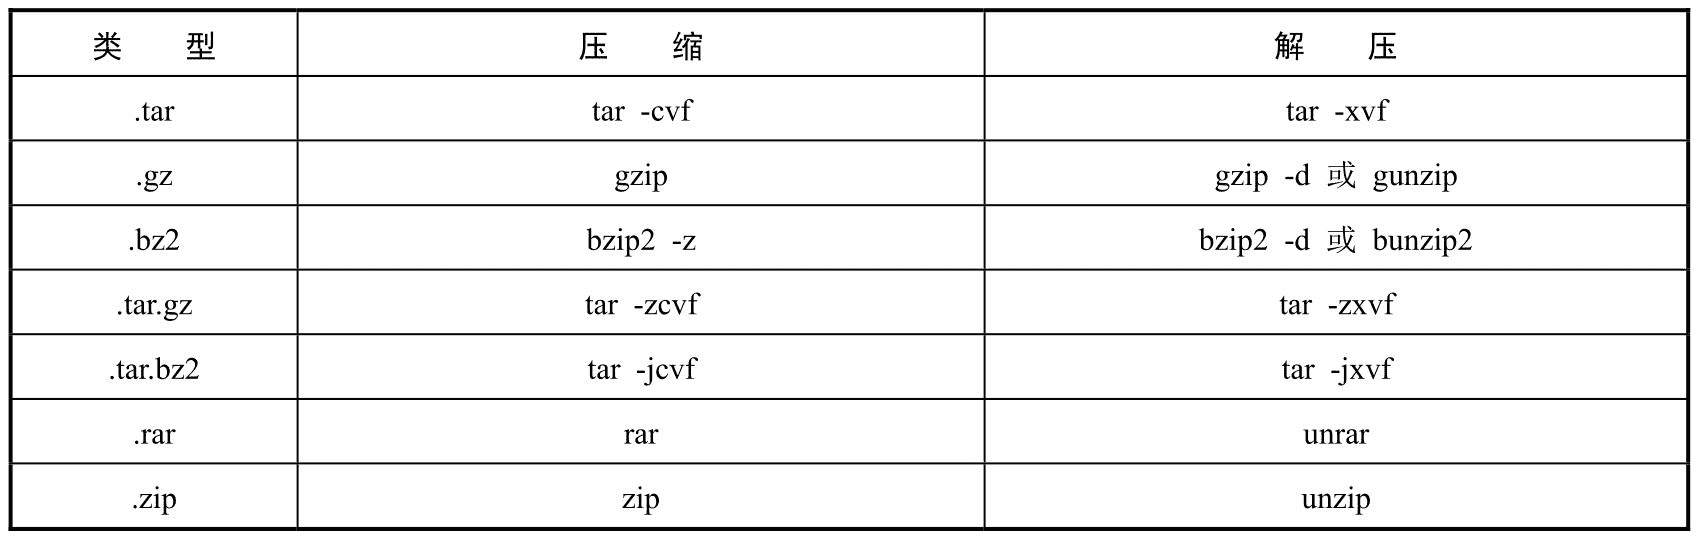 类 型 压 缩 解 压
.tar tar -cvf tar -xvf
.gz gzip gzip -d 或 gunzip
.bz2 bzip2 -z bzip2 -d 或 bunzip2
.tar.gz tar -zcvf tar -zxvf
.tar.bz2 tar -jcvf tar -jxvf
.rar rar unrar
.zip zip unzip